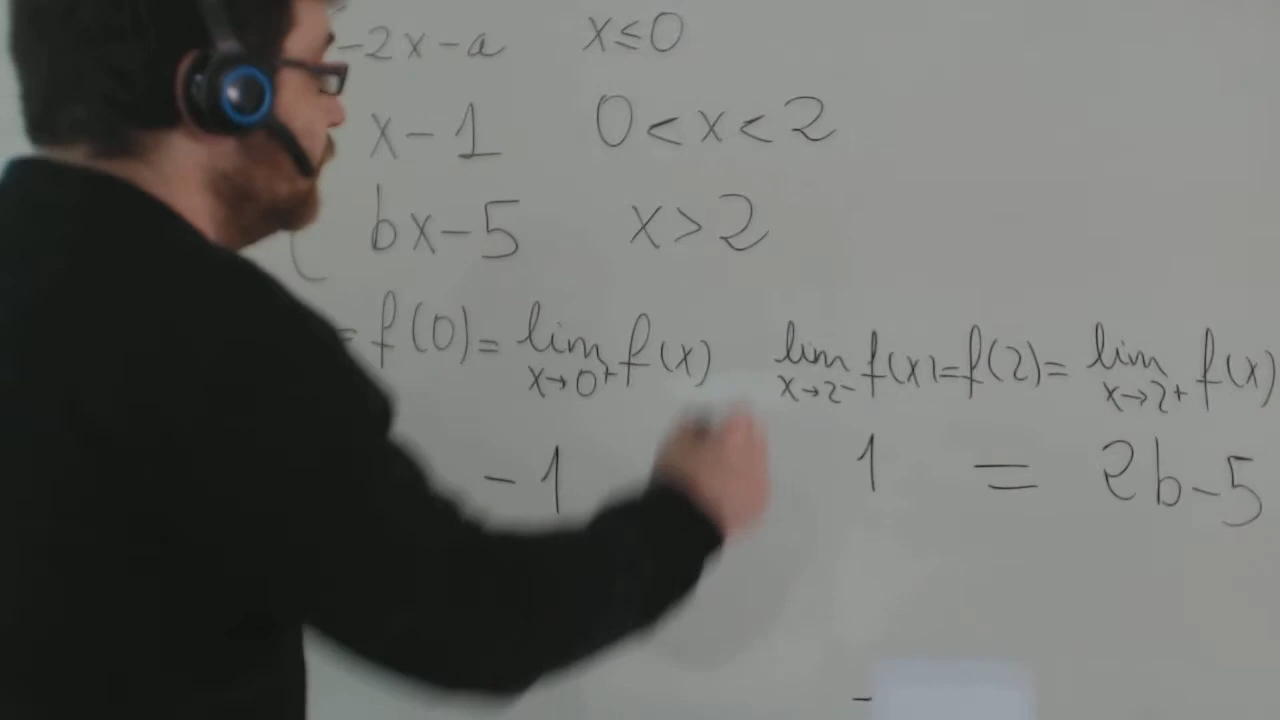 -2x-a x≤0
x-1 0<x<2
bx-5 x>2
= f(0) = lim x→0+ f(x) lim x→2- f(x) = f(2) = lim x→2+ f(x)
-1 1 = 2b-5
-